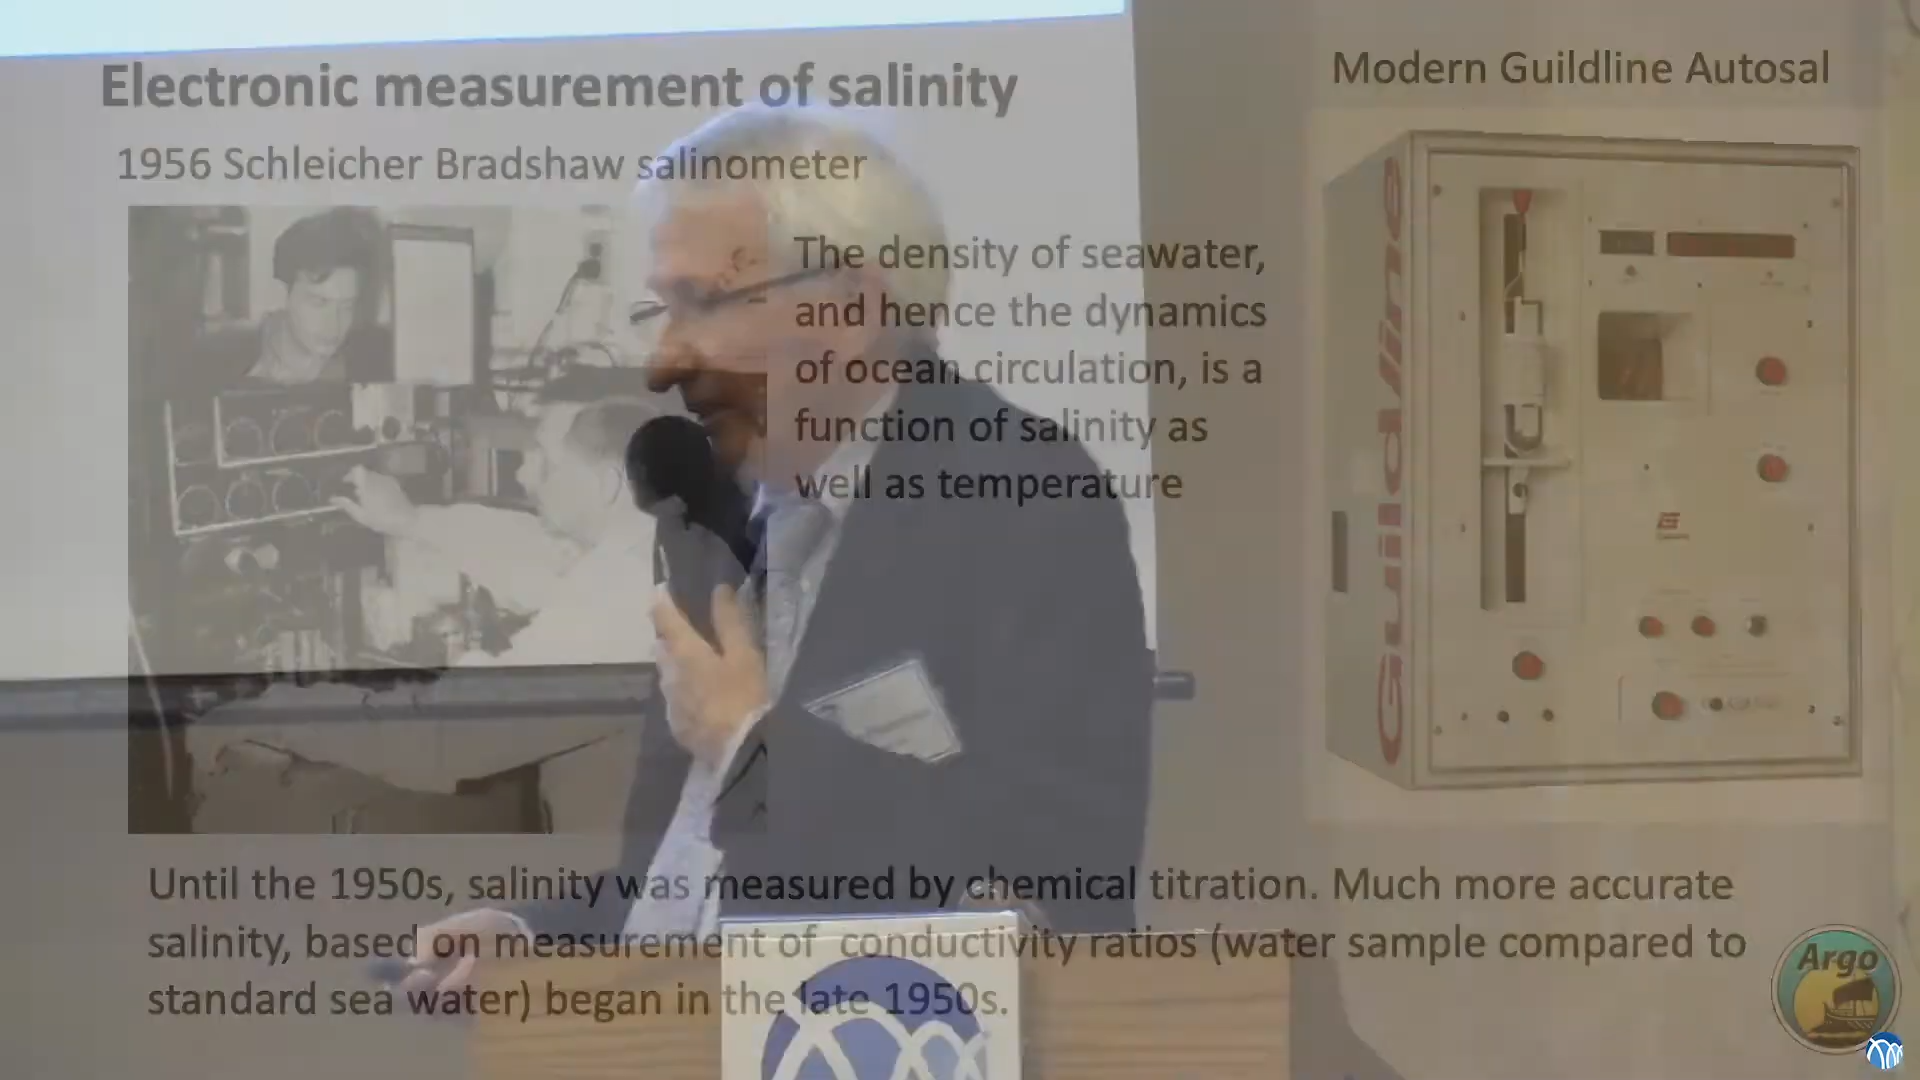 Electronic measurement of salinity
1956 Schleicher Bradshaw salinometer
Modern Guildline Autosal
The density of seawater,
and hence the dynamics
of ocean circulation, is a
function of salinity as
well as temperature
Guildline
Until the 1950s, salinity was measured by chemical titration. Much more accurate
salinity, based on measurement of conductivity ratios (water sample compared to
standard sea water) began in the late 1950s.
Argo